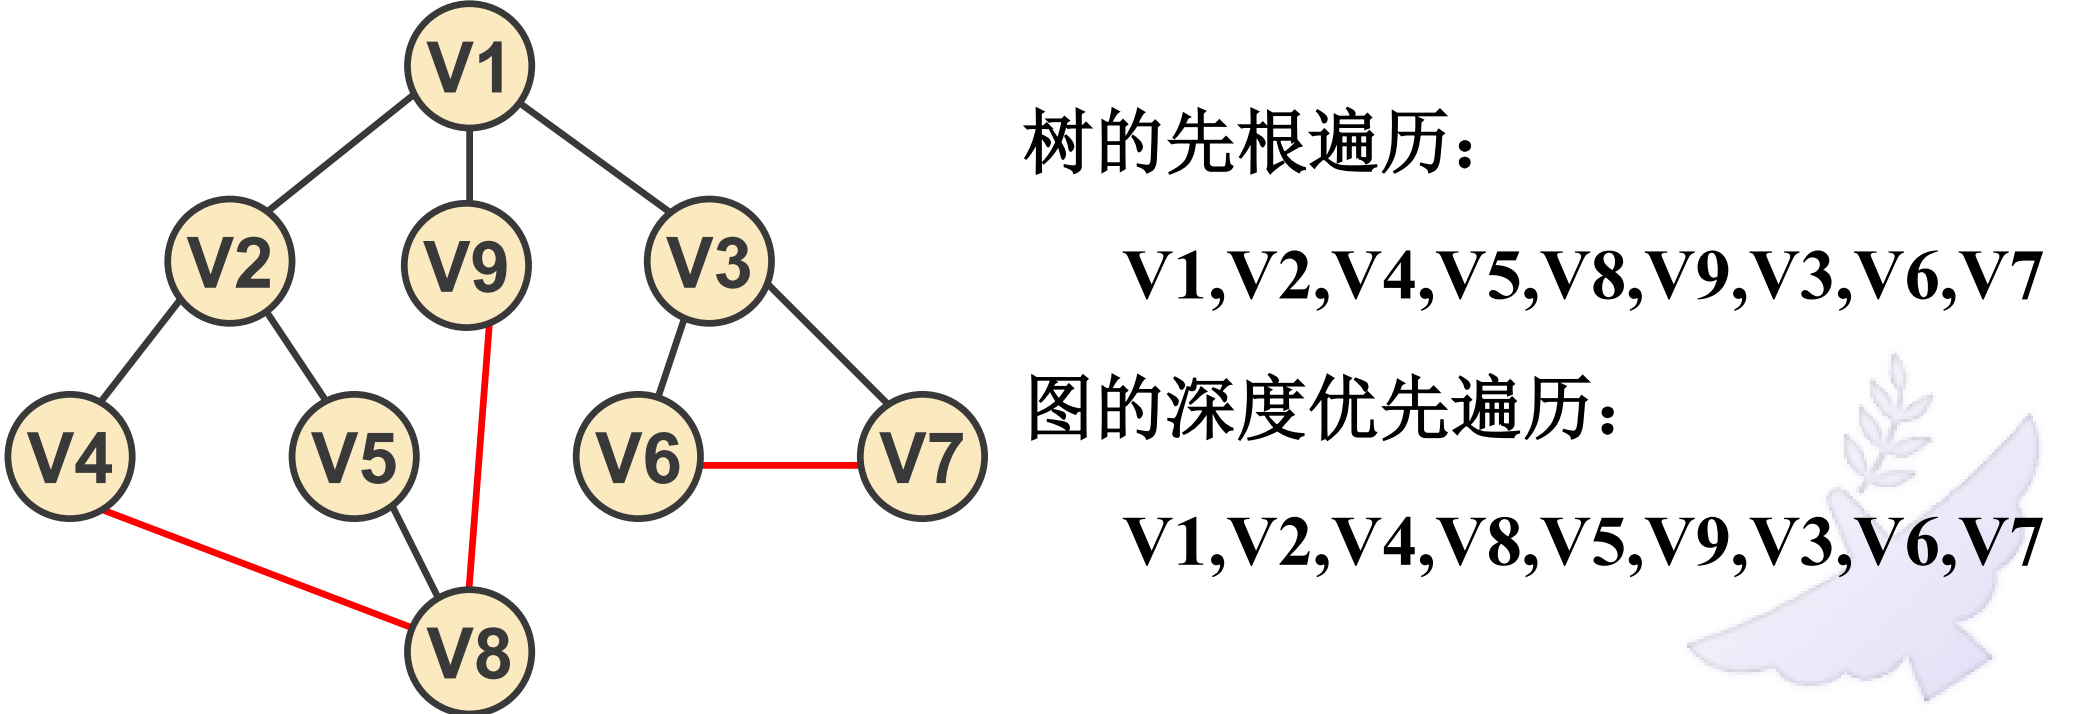 V1
树的先根遍历：
V2 V9 V3
V1,V2,V4,V5,V8,V9,V3,V6,V7
图的深度优先遍历：
V4 V5 V6 V7
V1,V2,V4,V8,V5,V9,V3,V6,V7
V8